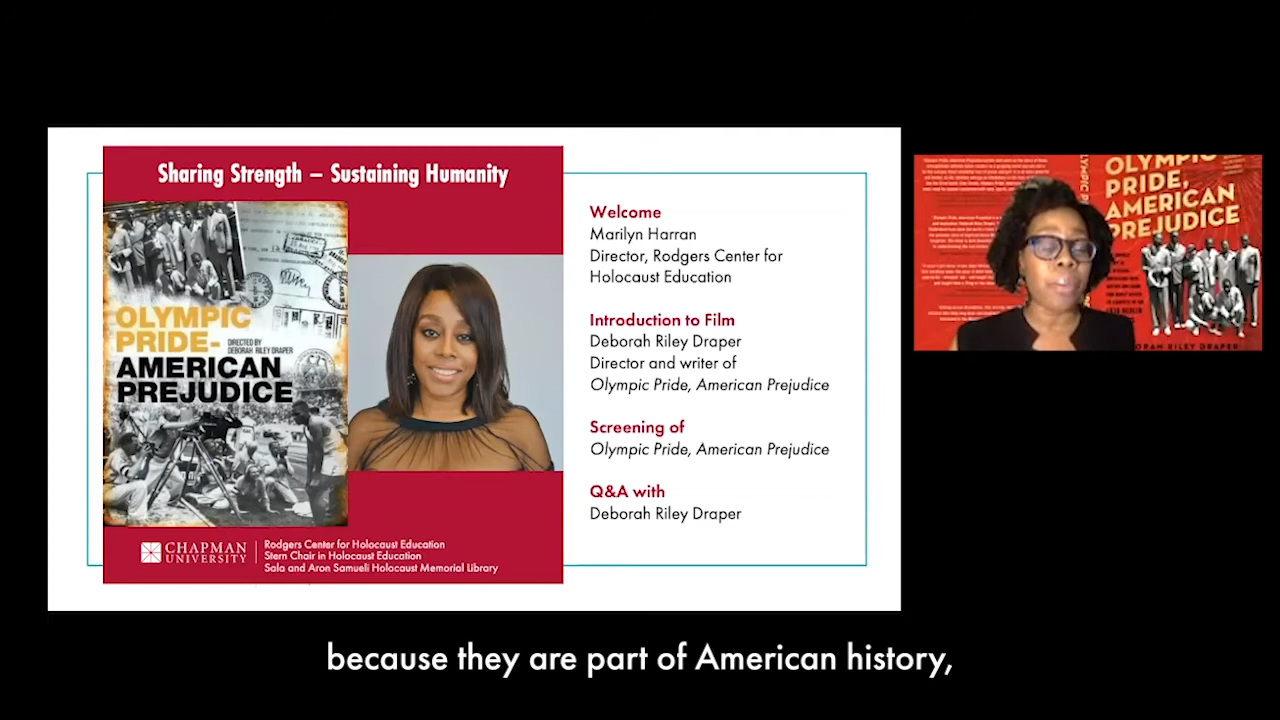 Sharing Strength – Sustaining Humanity
OLYMPIC
PRIDE-
DIRECTED BY
DEBORAH RILEY DRAPER
AMERICAN
PREJUDICE
CHAPMAN
UNIVERSITY
Rodgers Center for Holocaust Education
Stern Chair in Holocaust Education
Sala and Aron Samueli Holocaust Memorial Library
Welcome
Marilyn Harran
Director, Rodgers Center for
Holocaust Education
Introduction to Film
Deborah Riley Draper
Director and writer of
Olympic Pride, American Prejudice
Screening of
Olympic Pride, American Prejudice
Q&A with
Deborah Riley Draper
OLYMPIC
PRIDE,
AMERICAN
PREJUDICE
RILEY DRAPER
because they are part of American history,